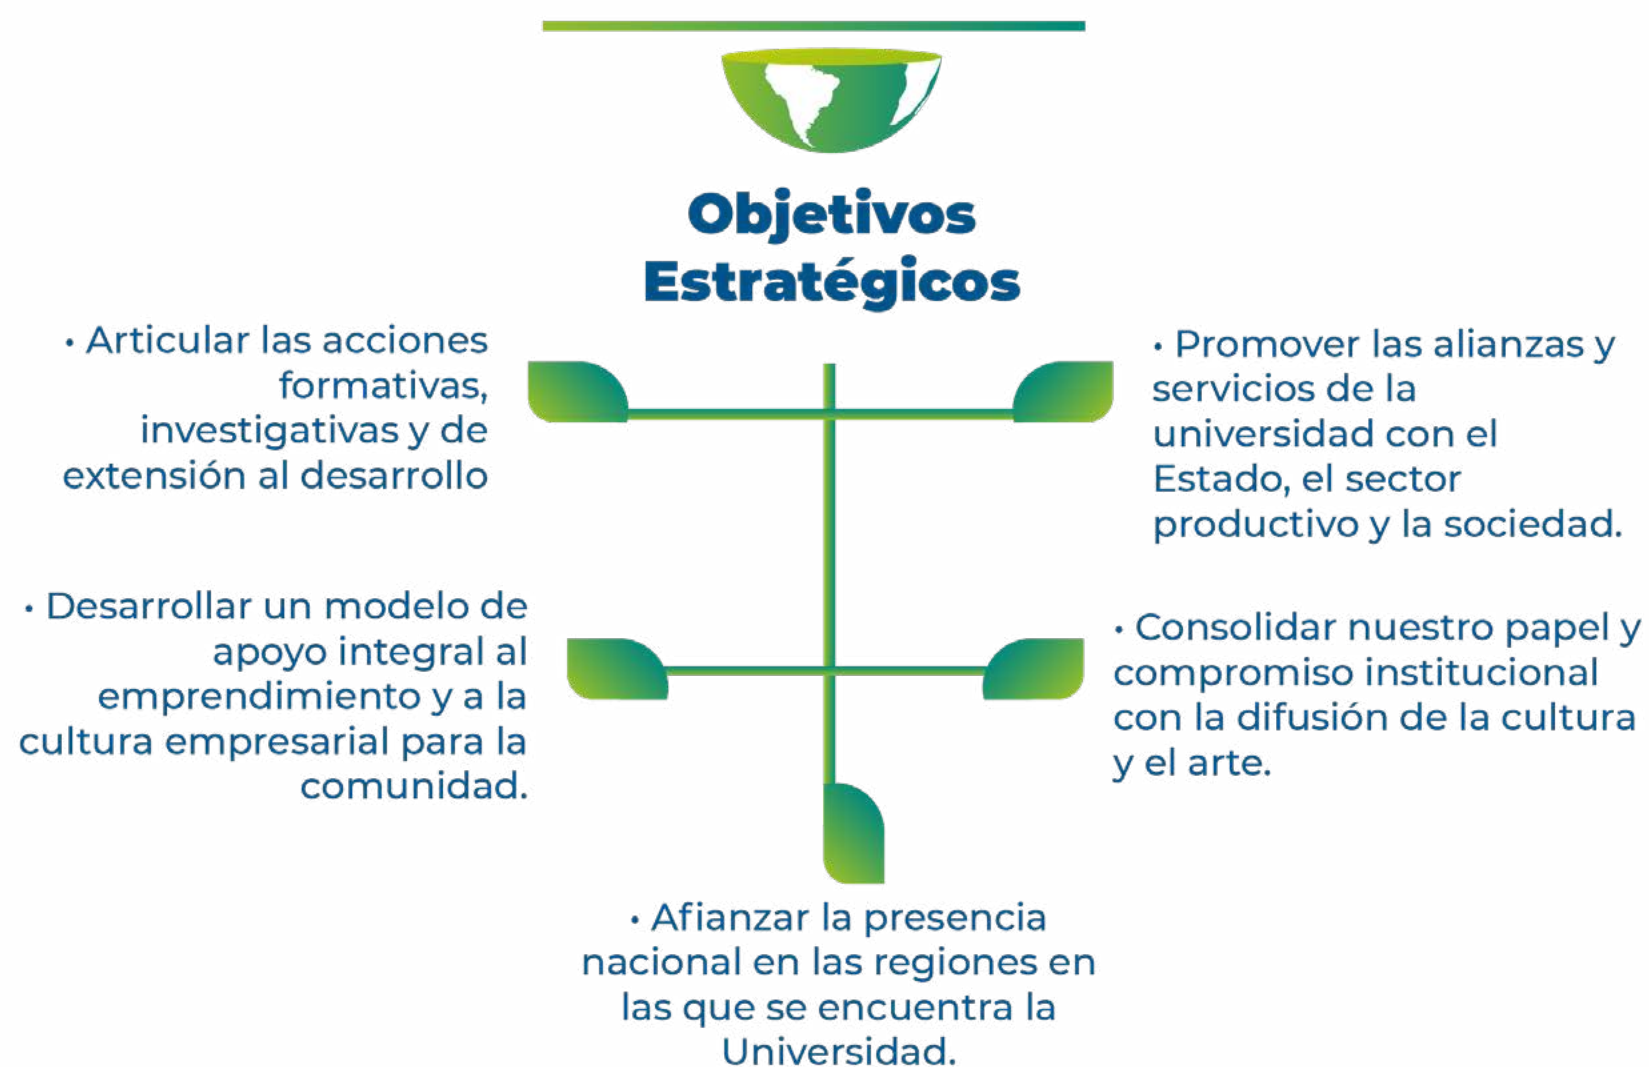 Objetivos
Estratégicos
• Articular las acciones
formativas,
investigativas y de
extensión al desarrollo
• Promover las alianzas y
servicios de la
universidad con el
Estado, el sector
productivo y la sociedad.
• Desarrollar un modelo de
apoyo integral al
emprendimiento y a la
cultura empresarial para la
comunidad.
• Consolidar nuestro papel y
compromiso institucional
con la difusión de la cultura
y el arte.
• Afianzar la presencia
nacional en las regiones en
las que se encuentra la
Universidad.